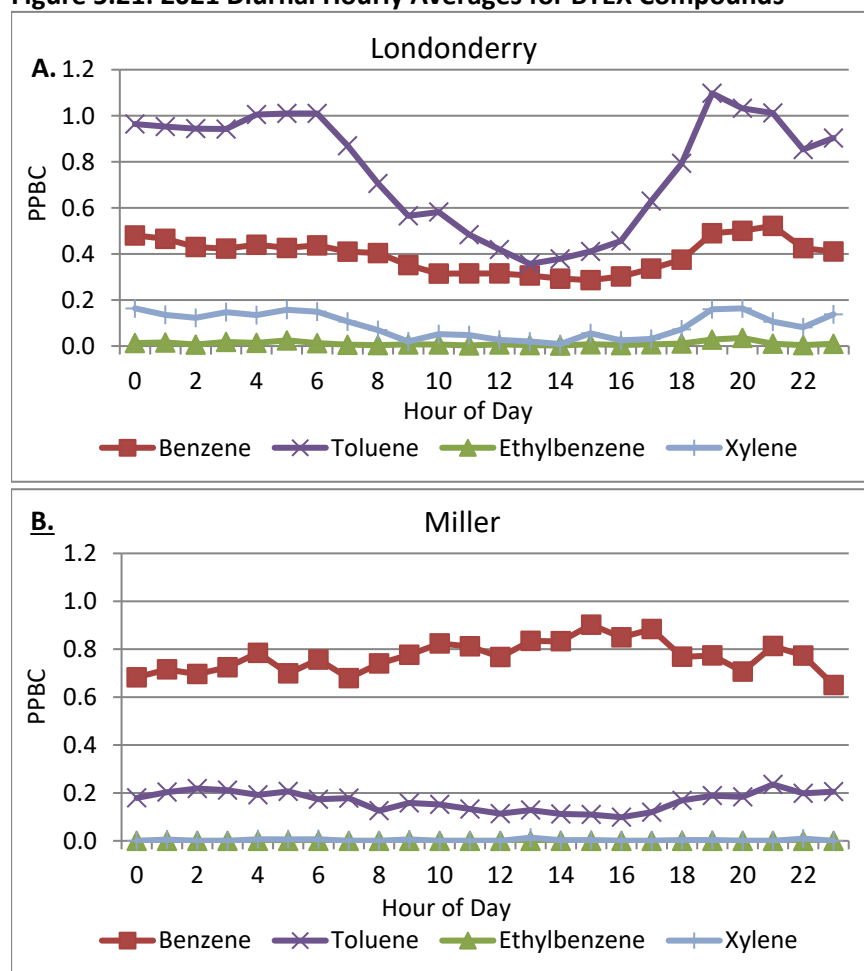 Figure 3.21: 2021 Diurnal Hourly Averages for BTEX Compounds
A.
Londonderry
1.2
1.0
0.8
0.6
0.4
0.2
0.0
PPBC
0 2 4 6 8 10 12 14 16 18 20 22
Hour of Day
Benzene Toluene Ethylbenzene Xylene
B.
Miller
1.2
1.0
0.8
0.6
0.4
0.2
0.0
PPBC
0 2 4 6 8 10 12 14 16 18 20 22
Hour of Day
Benzene Toluene Ethylbenzene Xylene